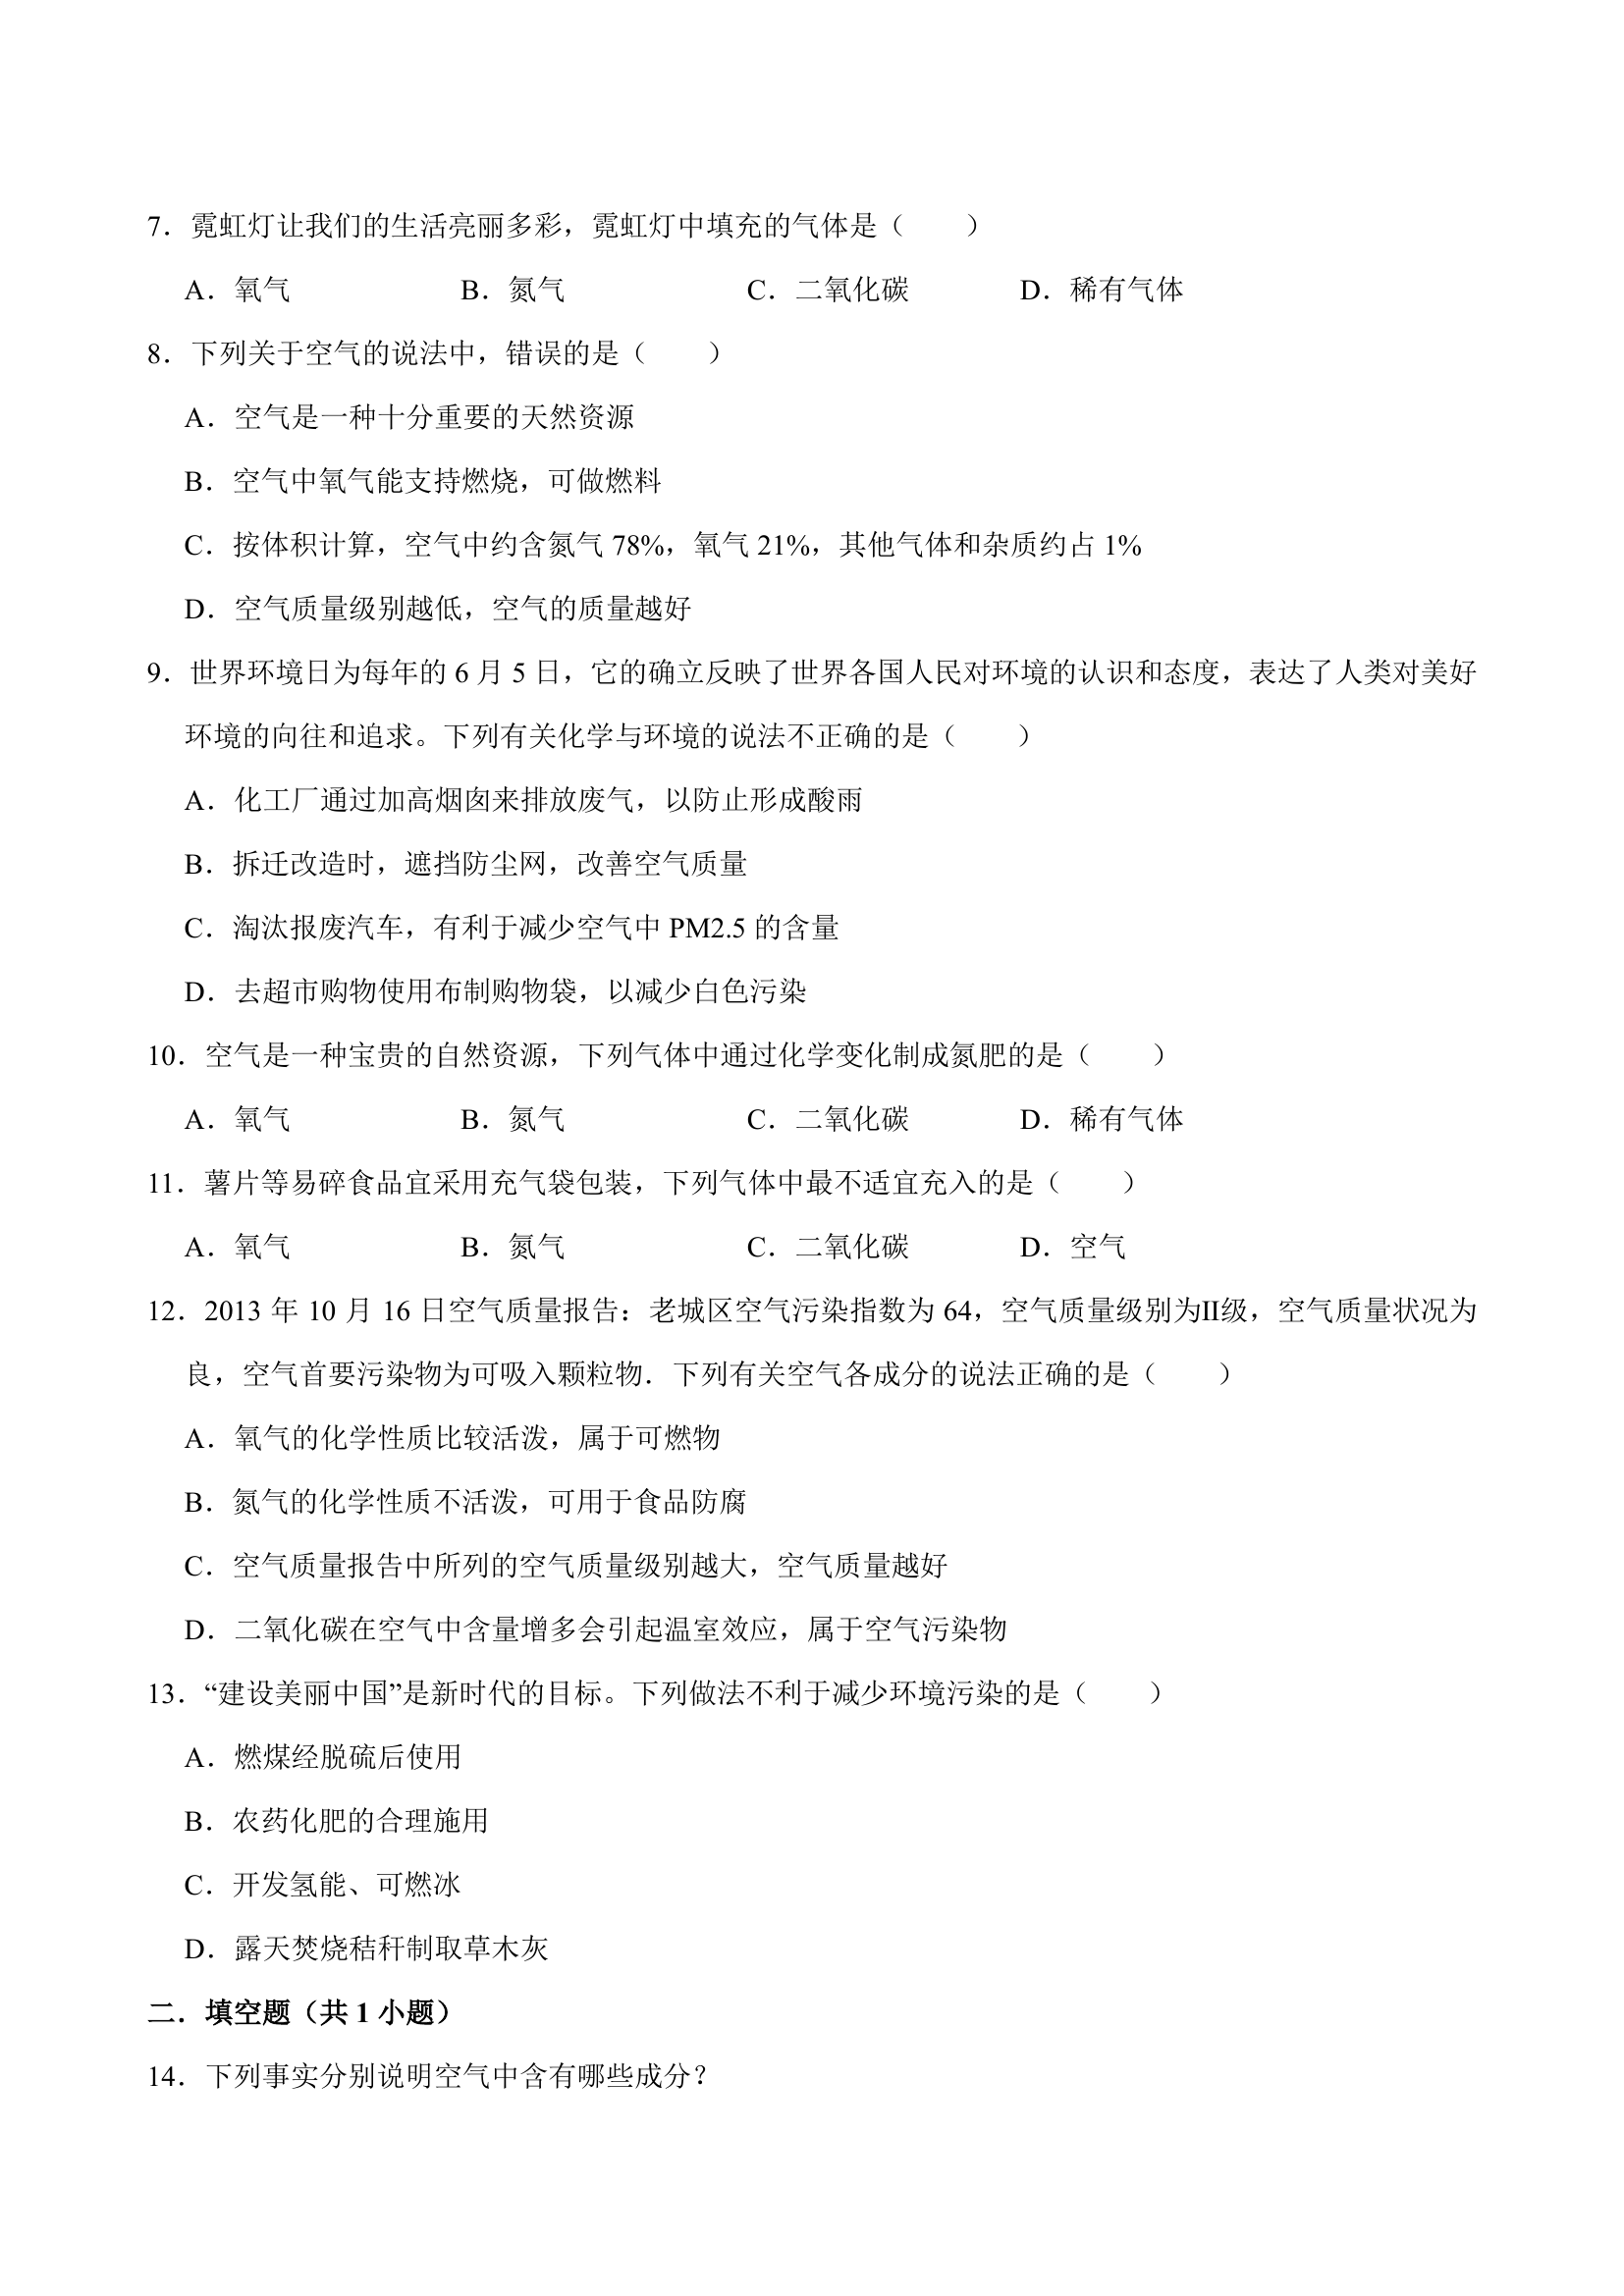 7．霓虹灯让我们的生活亮丽多彩，霓虹灯中填充的气体是（　　）
A．氧气 B．氮气 C．二氧化碳 D．稀有气体
8．下列关于空气的说法中，错误的是（　　）
A．空气是一种十分重要的天然资源
B．空气中氧气能支持燃烧，可做燃料
C．按体积计算，空气中约含氮气 78%，氧气 21%，其他气体和杂质约占 1%
D．空气质量级别越低，空气的质量越好
9．世界环境日为每年的 6 月 5 日，它的确立反映了世界各国人民对环境的认识和态度，表达了人类对美好
环境的向往和追求。下列有关化学与环境的说法不正确的是（　　）
A．化工厂通过加高烟囱来排放废气，以防止形成酸雨
B．拆迁改造时，遮挡防尘网，改善空气质量
C．淘汰报废汽车，有利于减少空气中 PM2.5 的含量
D．去超市购物使用布制购物袋，以减少白色污染
10．空气是一种宝贵的自然资源，下列气体中通过化学变化制成氮肥的是（　　）
A．氧气 B．氮气 C．二氧化碳 D．稀有气体
11．薯片等易碎食品宜采用充气袋包装，下列气体中最不适宜充入的是（　　）
A．氧气 B．氮气 C．二氧化碳 D．空气
12．2013 年 10 月 16 日空气质量报告：老城区空气污染指数为 64，空气质量级别为Ⅱ级，空气质量状况为
良，空气首要污染物为可吸入颗粒物．下列有关空气各成分的说法正确的是（　　）
A．氧气的化学性质比较活泼，属于可燃物
B．氮气的化学性质不活泼，可用于食品防腐
C．空气质量报告中所列的空气质量级别越大，空气质量越好
D．二氧化碳在空气中含量增多会引起温室效应，属于空气污染物
13．“建设美丽中国”是新时代的目标。下列做法不利于减少环境污染的是（　　）
A．燃煤经脱硫后使用
B．农药化肥的合理施用
C．开发氢能、可燃冰
D．露天焚烧秸秆制取草木灰
二．填空题（共 1 小题）
14．下列事实分别说明空气中含有哪些成分？